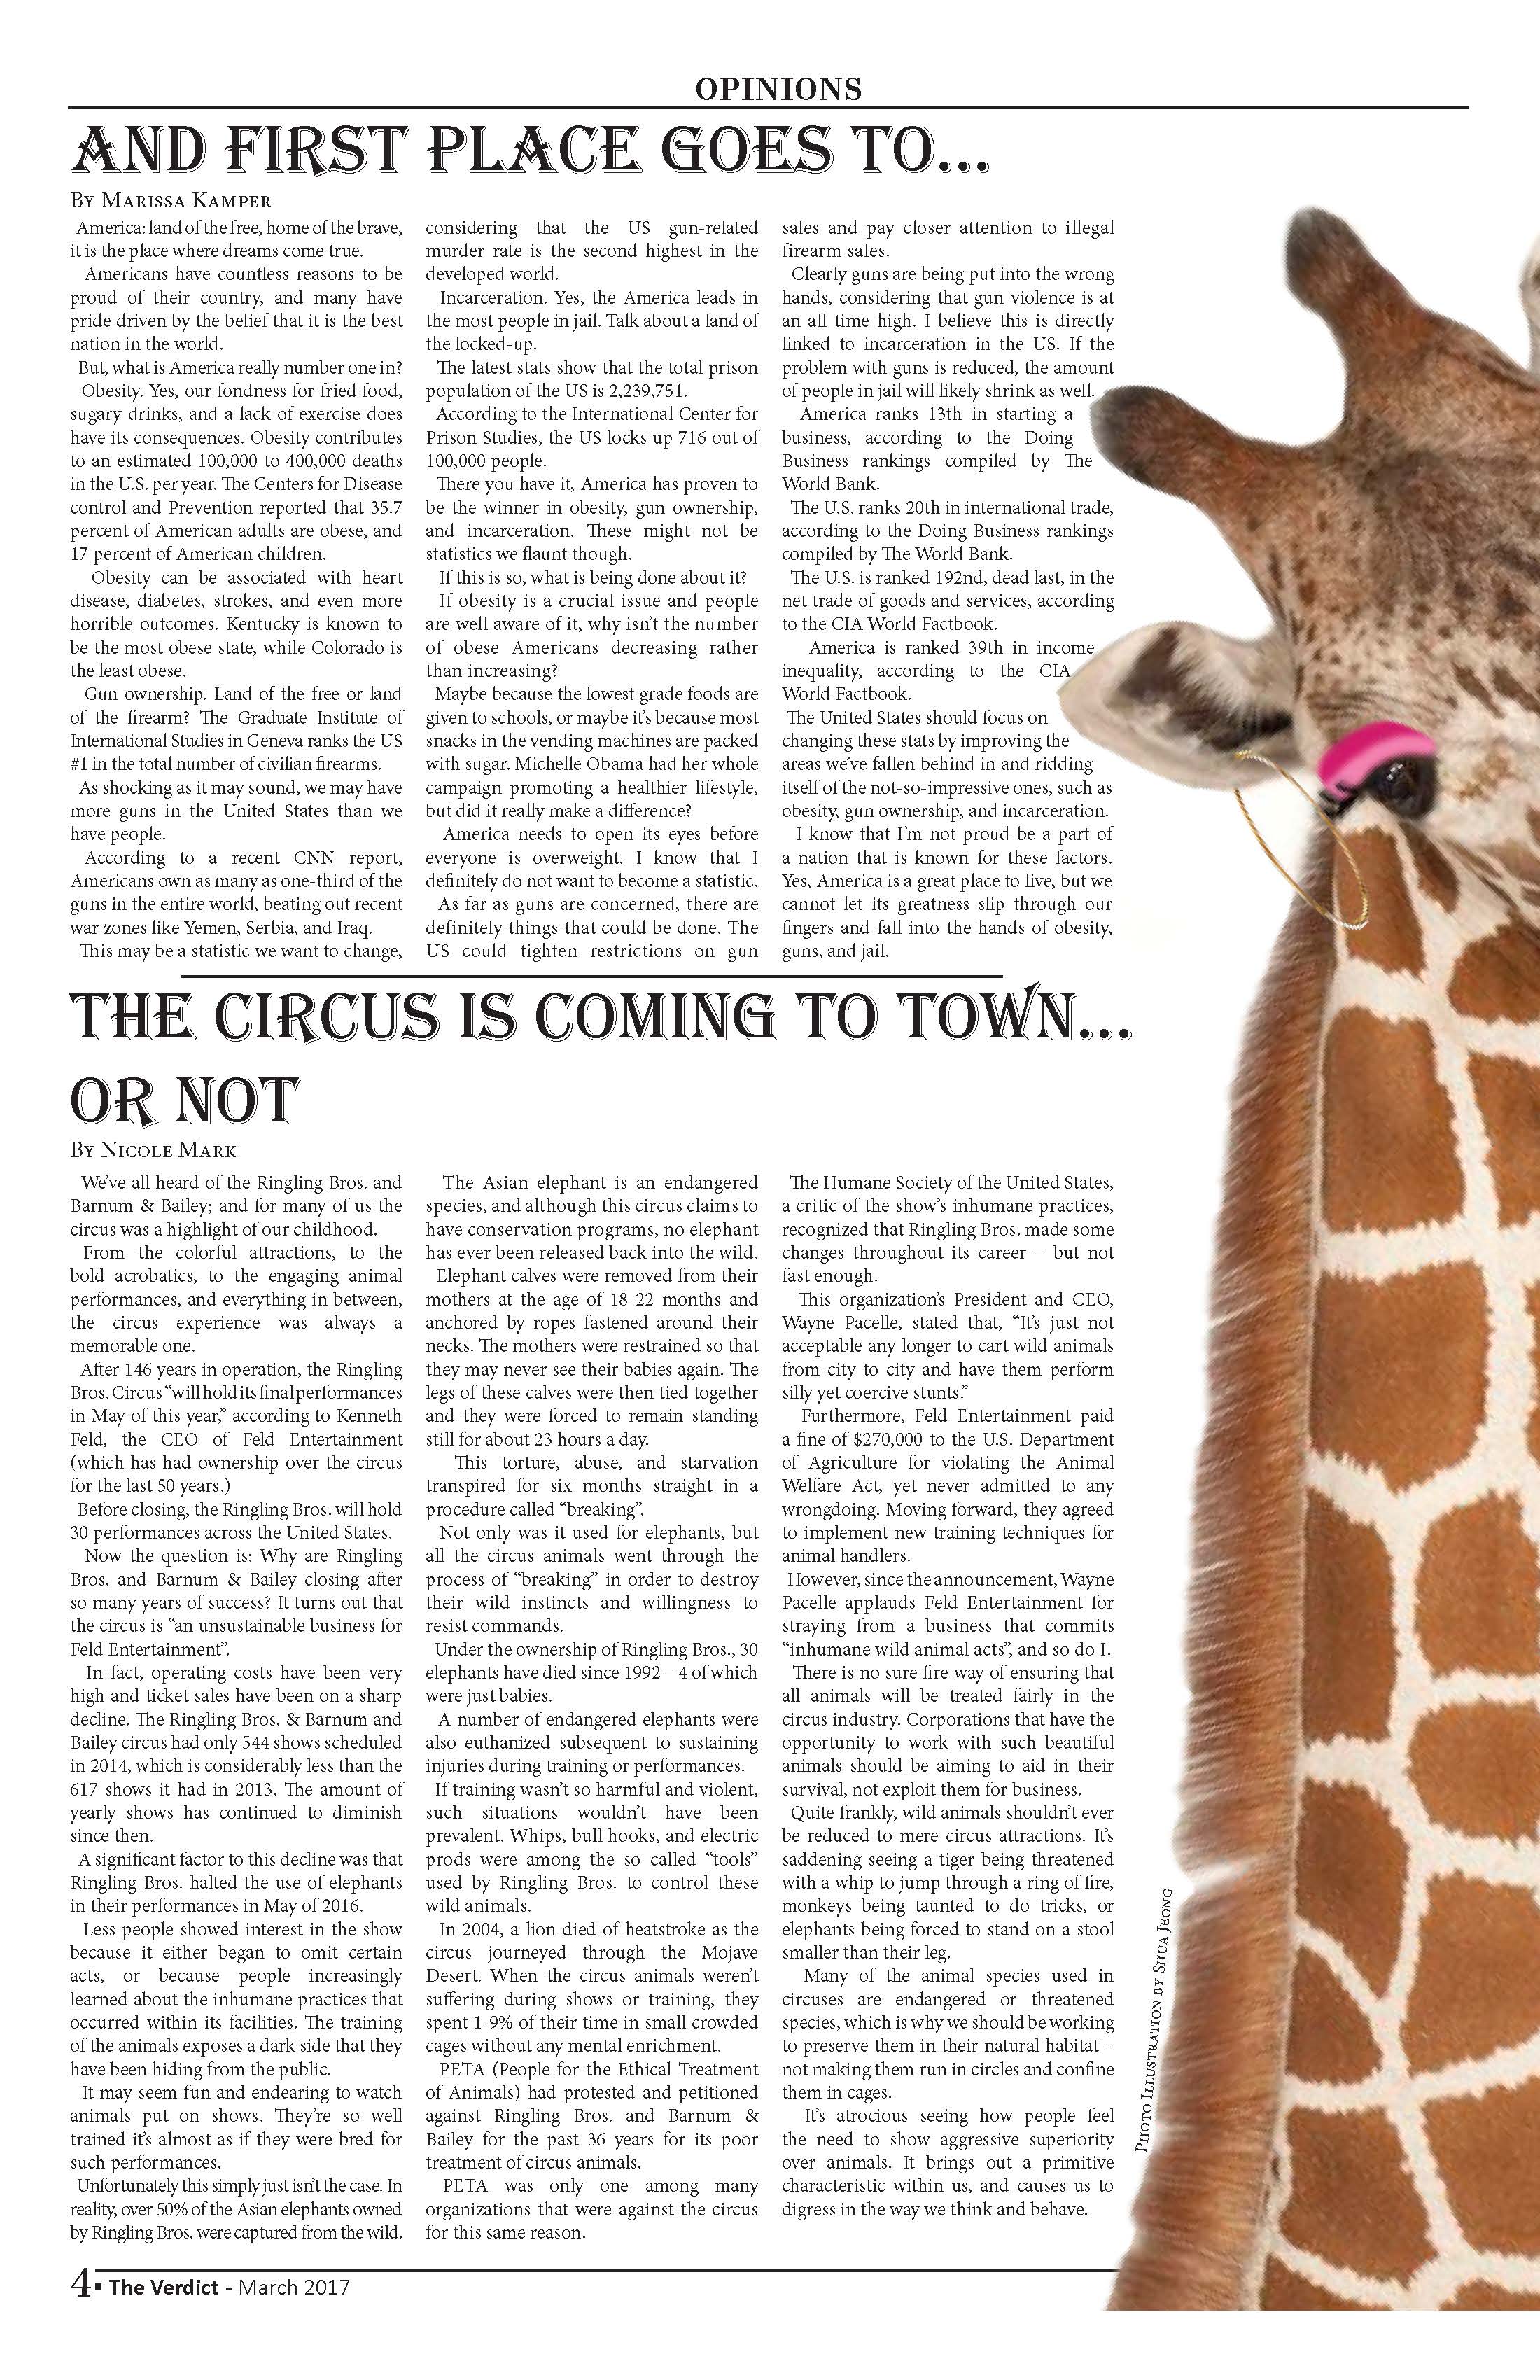 OPINIONS
AND FIRST PLACE GOES TO...
By Marissa Kamper
America: land of the free, home of the brave,
it is the place where dreams come true.
Americans have countless reasons to be
proud of their country, and many have
pride driven by the belief that it is the best
nation in the world.
But, what is America really number one in?
Obesity. Yes, our fondness for fried food,
sugary drinks, and a lack of exercise does
have its consequences. Obesity contributes
to an estimated 100,000 to 400,000 deaths
in the U.S. per year. The Centers for Disease
control and Prevention reported that 35.7
percent of American adults are obese, and
17 percent of American children.
Obesity can be associated with heart
disease, diabetes, strokes, and even more
horrible outcomes. Kentucky is known to
be the most obese state, while Colorado is
the least obese.
Gun ownership. Land of the free or land
of the firearm? The Graduate Institute of
International Studies in Geneva ranks the US
#1 in the total number of civilian firearms.
As shocking as it may sound, we may have
more guns in the United States than we
have people.
According to a recent CNN report,
Americans own as many as one-third of the
guns in the entire world, beating out recent
war zones like Yemen, Serbia, and Iraq.
This may be a statistic we want to change,
considering that the US gun-related
murder rate is the second highest in the
developed world.
Incarceration. Yes, the America leads in
the most people in jail. Talk about a land of
the locked-up.
The latest stats show that the total prison
population of the US is 2,239,751.
According to the International Center for
Prison Studies, the US locks up 716 out of
100,000 people.
There you have it, America has proven to
be the winner in obesity, gun ownership,
and incarceration. These might not be
statistics we flaunt though.
If this is so, what is being done about it?
If obesity is a crucial issue and people
are well aware of it, why isn't the number
of obese Americans decreasing rather
than increasing?
Maybe because the lowest grade foods are
given to schools, or maybe it's because most
snacks in the vending machines are packed
with sugar. Michelle Obama had her whole
campaign promoting a healthier lifestyle,
but did it really make a difference?
America needs to open its eyes before
everyone is overweight. I know that I
definitely do not want to become a statistic.
As far as guns are concerned, there are
definitely things that could be done. The
US could tighten restrictions on gun
sales and pay closer attention to illegal
firearm sales.
Clearly guns are being put into the wrong
hands, considering that gun violence is at
an all time high. I believe this is directly
linked to incarceration in the US. If the
problem with guns is reduced, the amount
of people in jail will likely shrink as well.
America ranks 13th in starting a
business, according to the Doing
Business rankings compiled by The
World Bank.
The U.S. ranks 20th in international trade,
according to the Doing Business rankings
compiled by The World Bank.
The U.S. is ranked 192nd, dead last, in the
net trade of goods and services, according
to the CIA World Factbook.
America is ranked 39th in income
inequality, according to the CIA
World Factbook.
The United States should focus on
changing these stats by improving the
areas we've fallen behind in and ridding
itself of the not-so-impressive ones, such as
obesity, gun ownership, and incarceration.
I know that I'm not proud be a part of
a nation that is known for these factors.
Yes, America is a great place to live, but we
cannot let its greatness slip through our
fingers and fall into the hands of obesity,
guns, and jail.
THE CIRCUS IS COMING TO TOWN...
OR NOT
By Nicole Mark
We've all heard of the Ringling Bros. and
Barnum & Bailey; and for many of us the
circus was a highlight of our childhood.
From the colorful attractions, to the
bold acrobatics, to the engaging animal
performances, and everything in between,
the circus experience was always a
memorable one.
After 146 years in operation, the Ringling
Bros. Circus "will hold its final performances
in May of this year," according to Kenneth
Feld, the CEO of Feld Entertainment
(which has had ownership over the circus
for the last 50 years.)
Before closing, the Ringling Bros. will hold
30 performances across the United States.
Now the question is: Why are Ringling
Bros. and Barnum & Bailey closing after
so many years of success? It turns out that
the circus is "an unsustainable business for
Feld Entertainment".
In fact, operating costs have been very
high and ticket sales have been on a sharp
decline. The Ringling Bros. & Barnum and
Bailey circus had only 544 shows scheduled
in 2014, which is considerably less than the
617 shows it had in 2013. The amount of
yearly shows has continued to diminish
since then.
A significant factor to this decline was that
Ringling Bros. halted the use of elephants
in their performances in May of 2016.
Less people showed interest in the show
because it either began to omit certain
acts, or because people increasingly
learned about the inhumane practices that
occurred within its facilities. The training
of the animals exposes a dark side that they
have been hiding from the public.
It may seem fun and endearing to watch
animals put on shows. They're so well
trained it's almost as if they were bred for
such performances.
Unfortunately this simply just isn't the case. In
reality, over 50% of the Asian elephants owned
by Ringling Bros. were captured from the wild.
The Asian elephant is an endangered
species, and although this circus claims to
have conservation programs, no elephant
has ever been released back into the wild.
Elephant calves were removed from their
mothers at the age of 18-22 months and
anchored by ropes fastened around their
necks. The mothers were restrained so that
they may never see their babies again. The
legs of these calves were then tied together
and they were forced to remain standing
still for about 23 hours a day.
This torture, abuse, and starvation
transpired for six months straight in a
procedure called "breaking".
Not only was it used for elephants, but
all the circus animals went through the
process of "breaking" in order to destroy
their wild instincts and willingness to
resist commands.
Under the ownership of Ringling Bros., 30
elephants have died since 1992 – 4 of which
were just babies.
A number of endangered elephants were
also euthanized subsequent to sustaining
injuries during training or performances.
If training wasn't so harmful and violent,
such situations wouldn't have been
prevalent. Whips, bull hooks, and electric
prods were among the so called "tools"
used by Ringling Bros. to control these
wild animals.
In 2004, a lion died of heatstroke as the
circus journeyed through the Mojave
Desert. When the circus animals weren't
suffering during shows or training, they
spent 1-9% of their time in small crowded
cages without any mental enrichment.
PETA (People for the Ethical Treatment
of Animals) had protested and petitioned
against Ringling Bros. and Barnum &
Bailey for the past 36 years for its poor
treatment of circus animals.
PETA was only one among many
organizations that were against the circus
for this same reason.
The Humane Society of the United States,
a critic of the show's inhumane practices,
recognized that Ringling Bros. made some
changes throughout its career – but not
fast enough.
This organization's President and CEO,
Wayne Pacelle, stated that, "It's just not
acceptable any longer to cart wild animals
from city to city and have them perform
silly yet coercive stunts."
Furthermore, Feld Entertainment paid
a fine of $270,000 to the U.S. Department
of Agriculture for violating the Animal
Welfare Act, yet never admitted to any
wrongdoing. Moving forward, they agreed
to implement new training techniques for
animal handlers.
However, since the announcement, Wayne
Pacelle applauds Feld Entertainment for
straying from a business that commits
"inhumane wild animal acts", and so do I.
There is no sure fire way of ensuring that
all animals will be treated fairly in the
circus industry. Corporations that have the
opportunity to work with such beautiful
animals should be aiming to aid in their
survival, not exploit them for business.
Quite frankly, wild animals shouldn't ever
be reduced to mere circus attractions. It's
saddening seeing a tiger being threatened
with a whip to jump through a ring of fire,
monkeys being taunted to do tricks, or
elephants being forced to stand on a stool
smaller than their leg.
Many of the animal species used in
circuses are endangered or threatened
species, which is why we should be working
to preserve them in their natural habitat –
not making them run in circles and confine
them in cages.
It's atrocious seeing how people feel
the need to show aggressive superiority
over animals. It brings out a primitive
characteristic within us, and causes us to
digress in the way we think and behave.
Photo Illustration by Shua Jeong
4▪ The Verdict - March 2017